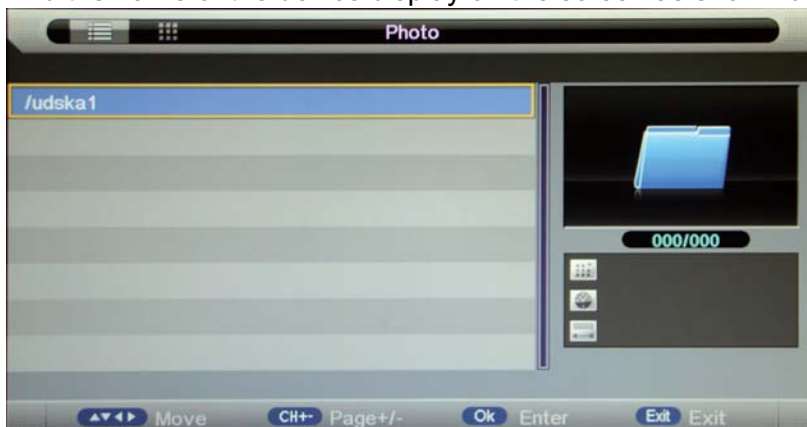 Photo
/udska1
000/000
▲▼◀▶ Move CH+- Page+/- Ok Enter Exit Exit